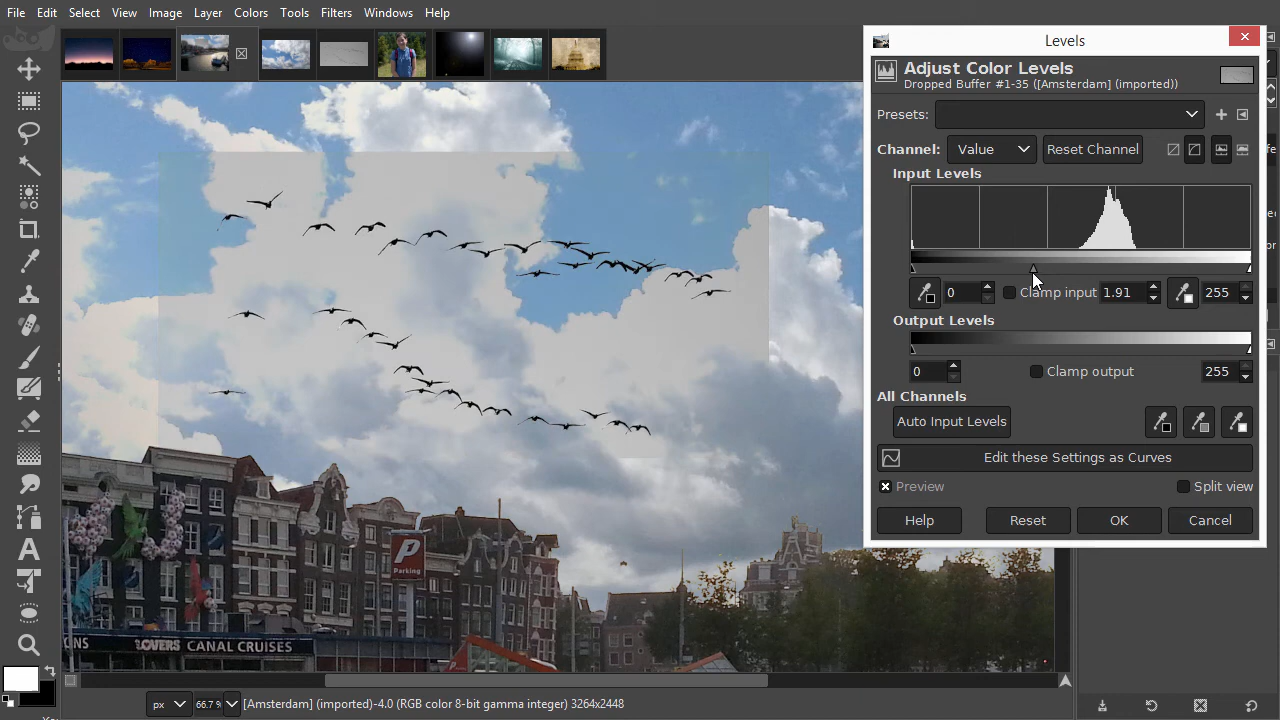 File Edit Select View Image Layer Colors Tools Filters Windows Help
Levels
Adjust Color Levels
Dropped Buffer #1-35 ([Amsterdam] (imported))
Presets:
Channel: Value Reset Channel
Input Levels
0 Clamp input 1.91 255
Output Levels
0 Clamp output 255
All Channels
Auto Input Levels
Edit these Settings as Curves
Preview Split view
Help Reset OK Cancel
P
Parking
ONS LOVERS CANAL CRUISES
px 66.7 % [Amsterdam] (imported)-4.0 (RGB color 8-bit gamma integer) 3264x2448